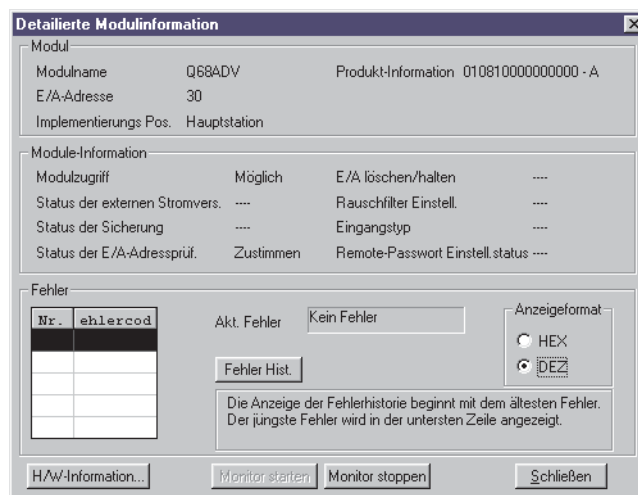 Detailierte Modulinformation
Modul
Modulname Q68ADV Produkt-Information 010810000000000 - A
E/A-Adresse 30
Implementierungs Pos. Hauptstation
Module-Information
Modulzugriff Möglich E/A löschen/halten ----
Status der externen Stromvers. ---- Rauschfilter Einstell. ----
Status der Sicherung ---- Eingangstyp ----
Status der E/A-Adressprüf. Zustimmen Remote-Passwort Einstell.status ----
Fehler
Nr. ehlercod Akt. Fehler Kein Fehler Anzeigeformat
HEX
DEZ
Fehler Hist.
Die Anzeige der Fehlerhistorie beginnt mit dem ältesten Fehler.
Der jüngste Fehler wird in der untersten Zeile angezeigt.
H/W-Information... Monitor starten Monitor stoppen Schließen